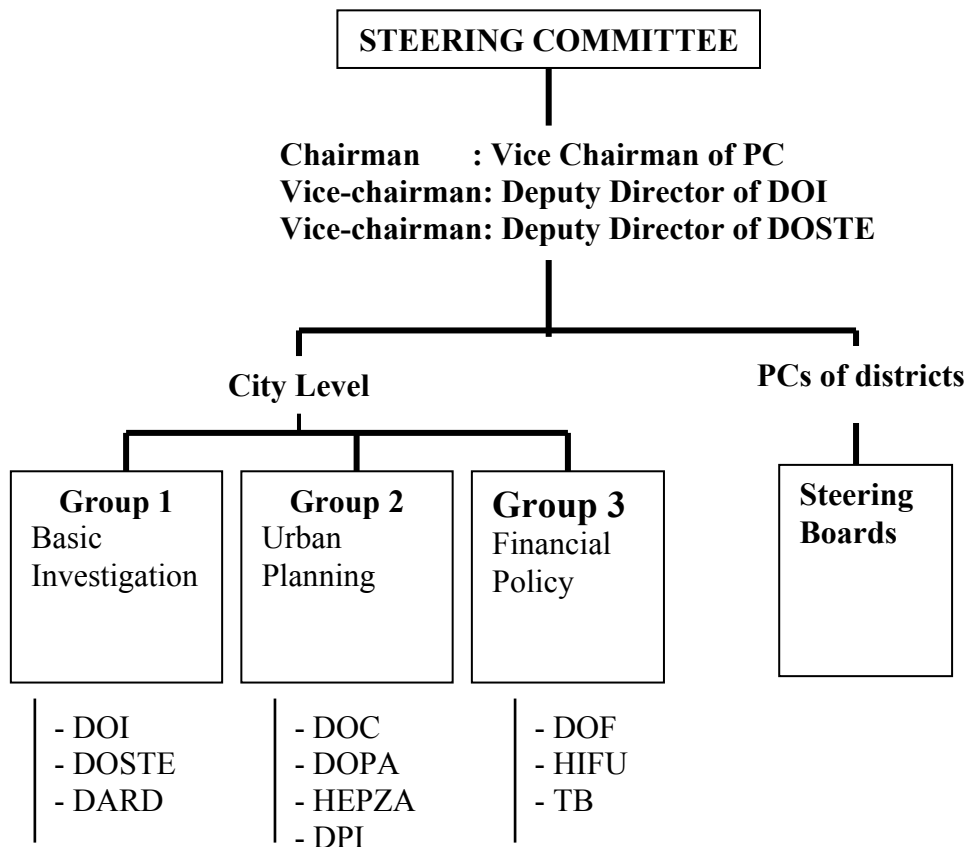 STEERING COMMITTEE
Chairman : Vice Chairman of PC
Vice-chairman: Deputy Director of DOI
Vice-chairman: Deputy Director of DOSTE
City Level
PCs of districts
Group 1
Basic
Investigation
Group 2
Urban
Planning
Group 3
Financial
Policy
Steering
Boards
- DOI
- DOSTE
- DARD
- DOC
- DOPA
- HEPZA
- DPI
- DOF
- HIFU
- TB